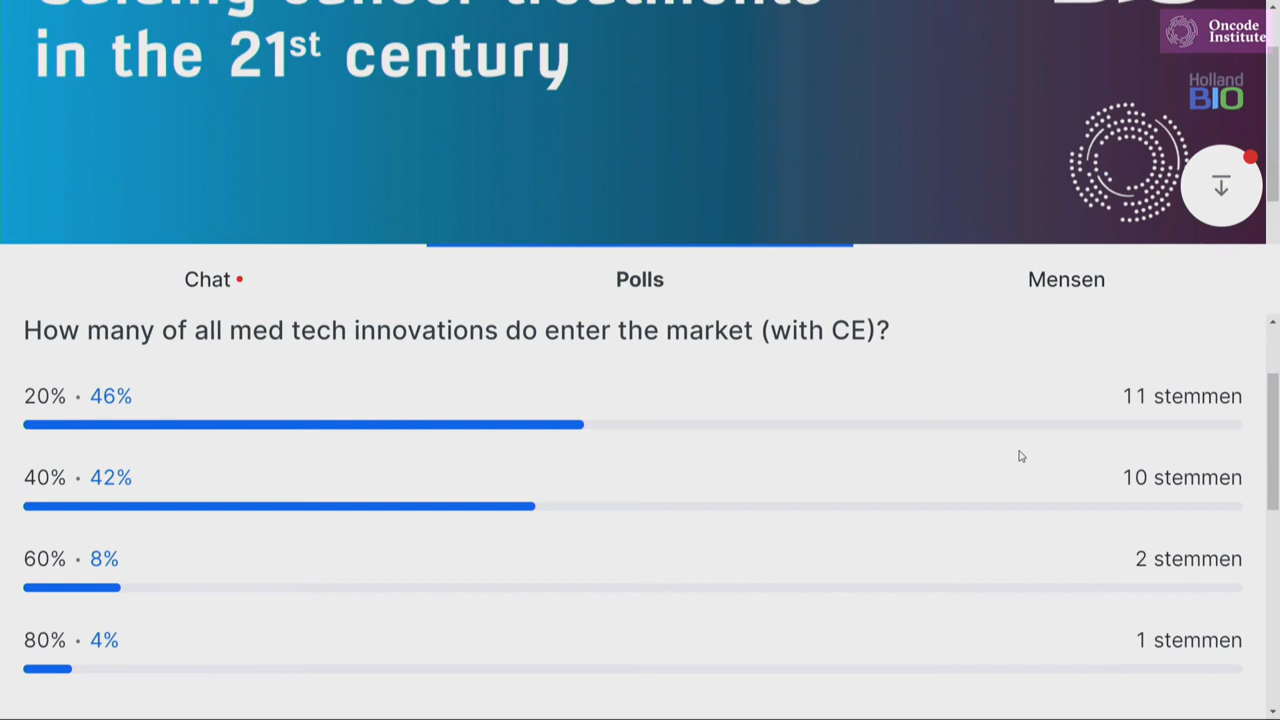 in the 21st century
Oncode
Institute
Holland
BIO
Chat
Polls
Mensen
How many of all med tech innovations do enter the market (with CE)?
20% · 46%
11 stemmen
40% · 42%
10 stemmen
60% · 8%
2 stemmen
80% · 4%
1 stemmen